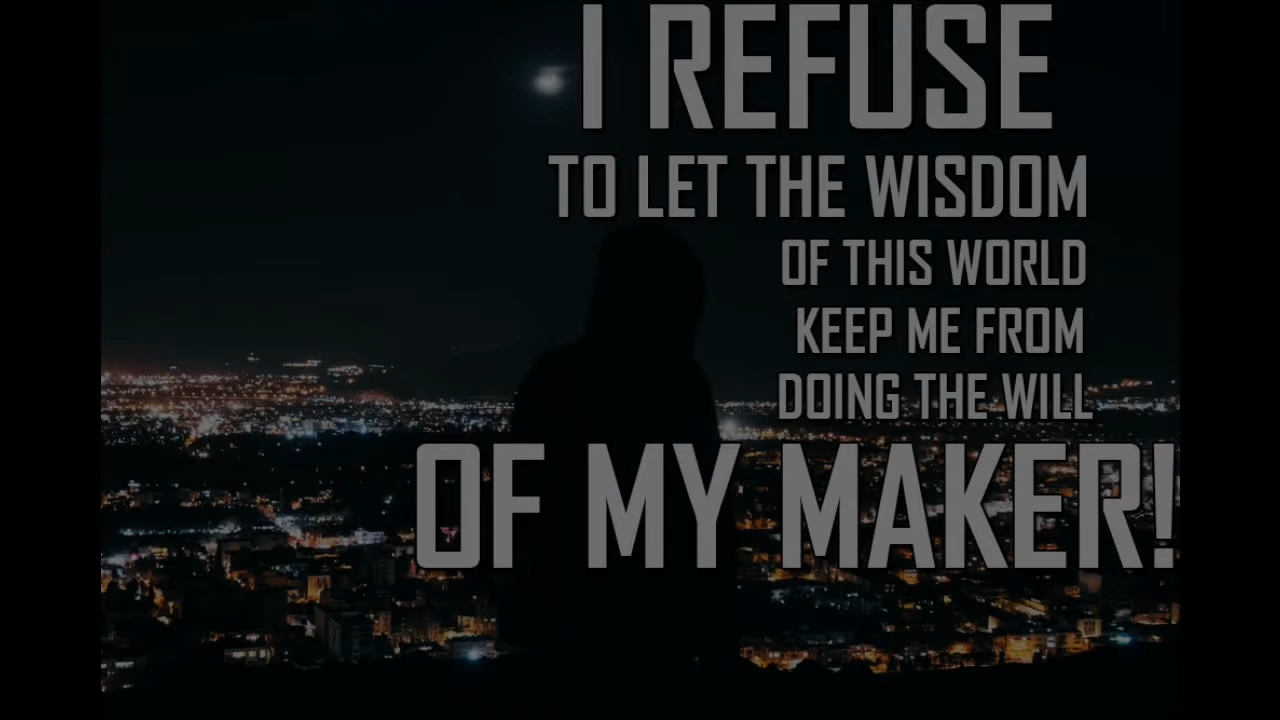 I REFUSE
TO LET THE WISDOM
OF THIS WORLD
KEEP ME FROM
DOING THE WILL
OF MY MAKER!